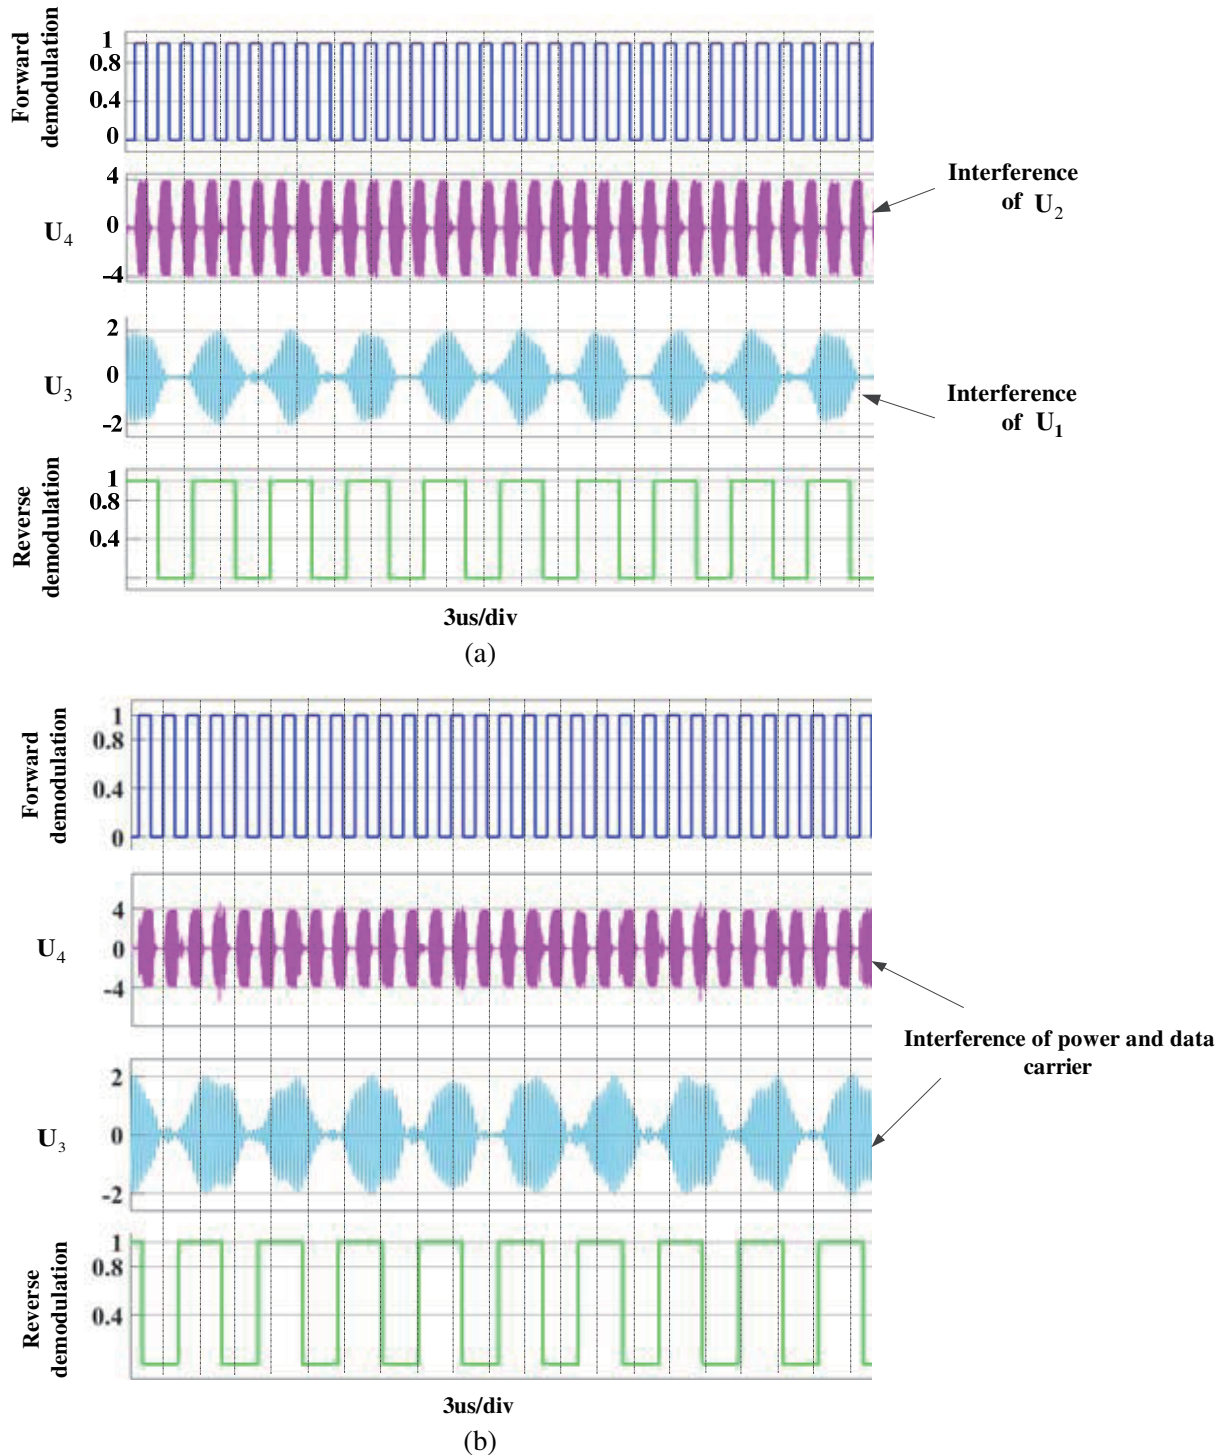 Forward
demodulation
1
0.8
0.4
0
U4
4
0
-4
Interference
of U2
U3
2
0
-2
Interference
of U1
Reverse
demodulation
1
0.8
0.4
3us/div
(a)
Forward
demodulation
1
0.8
0.4
0
U4
4
0
-4
Interference of power and data
carrier
U3
2
0
-2
Reverse
demodulation
1
0.8
0.4
3us/div
(b)